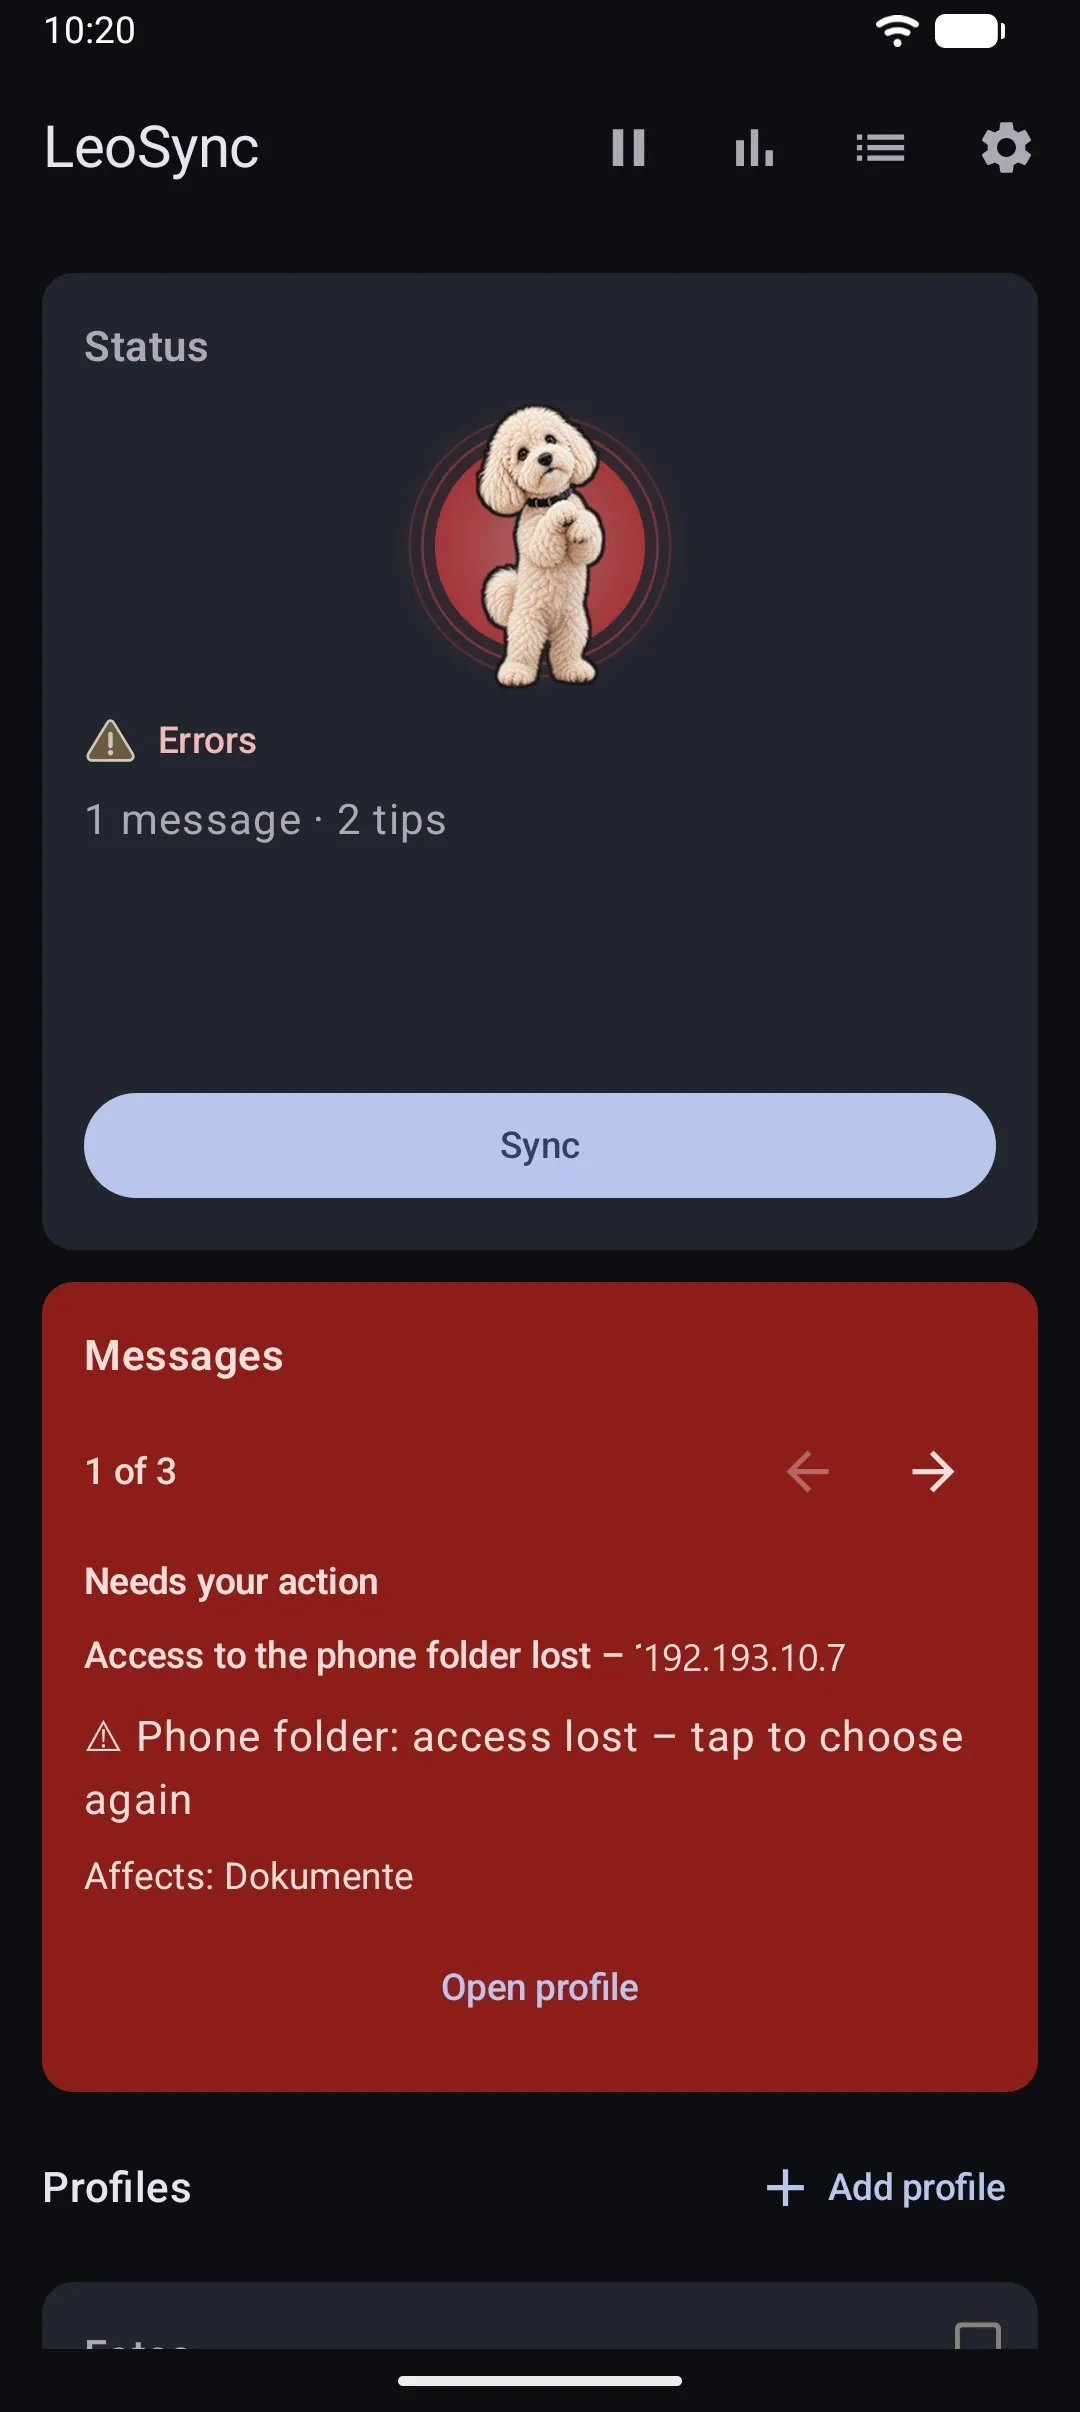 10:20
LeoSync
Status
Errors
1 message · 2 tips
Sync
Messages
1 of 3
Needs your action
Access to the phone folder lost – 192.193.10.7
⚠ Phone folder: access lost – tap to choose
again
Affects: Dokumente
Open profile
Profiles
Add profile